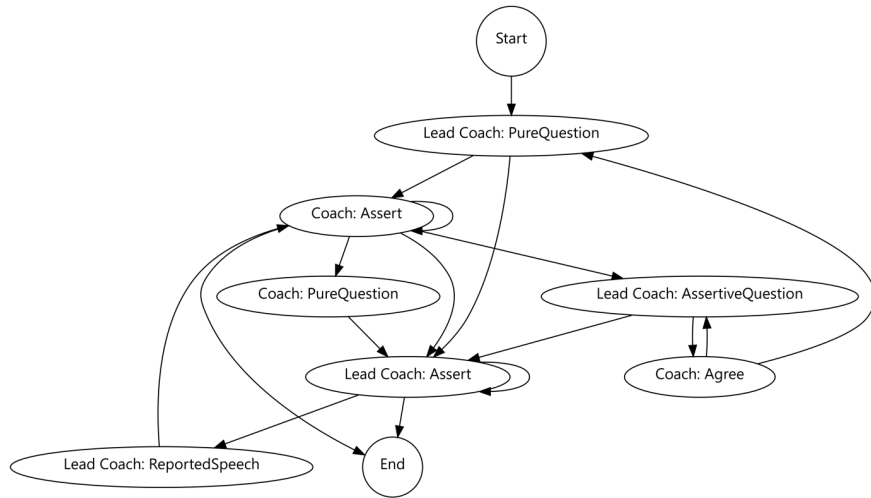 Start
Lead Coach: PureQuestion
Coach: Assert
Coach: PureQuestion
Lead Coach: AssertiveQuestion
Lead Coach: Assert
Coach: Agree
Lead Coach: ReportedSpeech
End